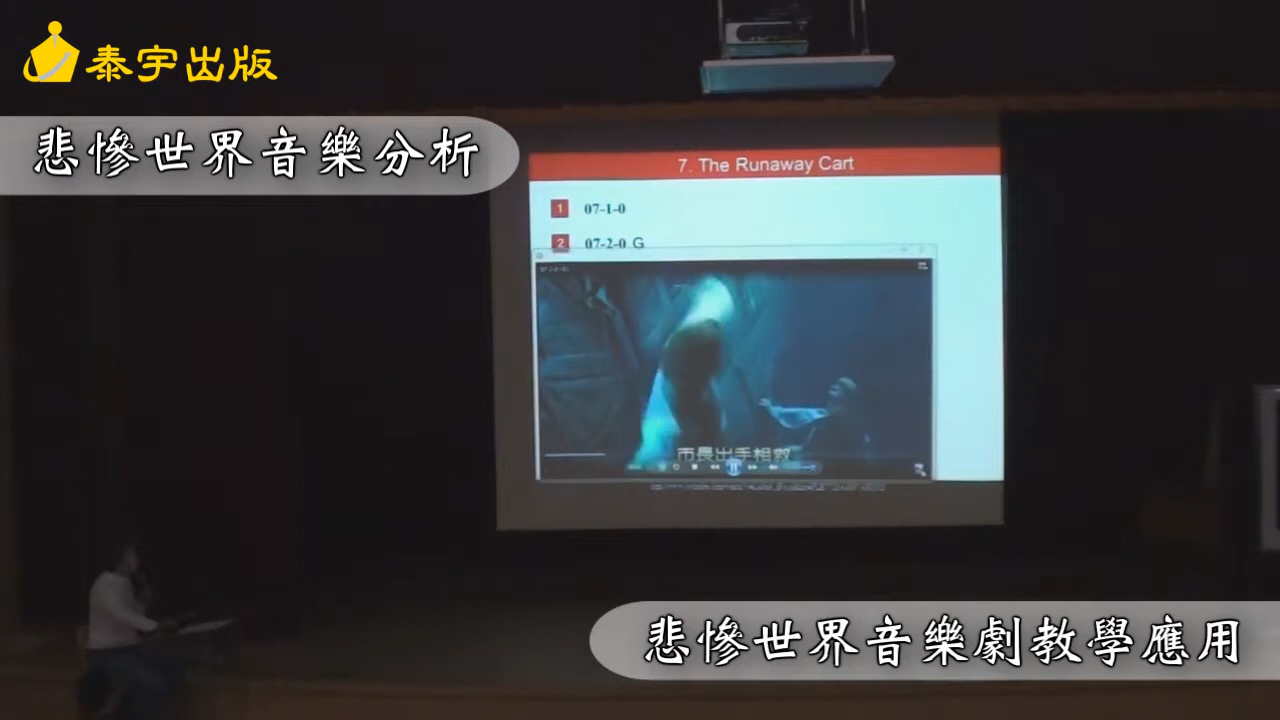 泰宇出版
悲慘世界音樂分析
7. The Runaway Cart
1 07-1-0
2 07-2-0 G
市長出手相救
悲慘世界音樂劇教學應用